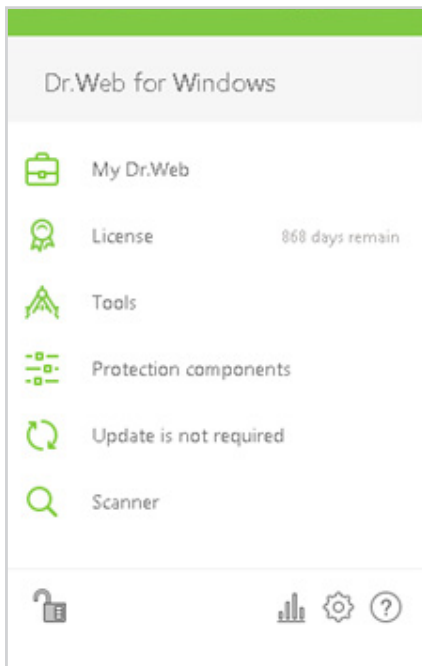 Dr.Web for Windows
My Dr.Web
License 868 days remain
Tools
Protection components
Update is not required
Scanner
?